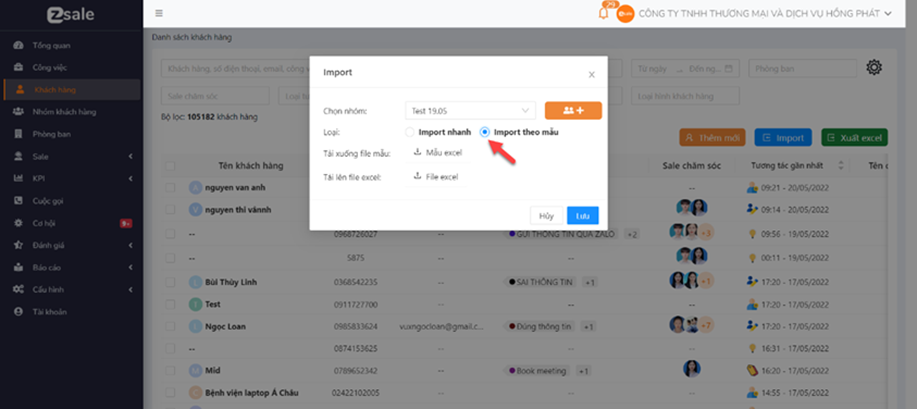 zsale
29
CÔNG TY TNHH THƯƠNG MẠI VÀ DỊCH VỤ HỒNG PHÁT
Danh sách khách hàng
Tổng quan
Công việc
Khách hàng
Nhóm khách hàng
Phòng ban
Sale
KPI
Cuộc gọi
Cơ hội
9+
Đánh giá
Báo cáo
Cấu hình
Tài khoản
Khách hàng, số điện thoại, email, công
Từ ngày
Đến ng...
Phòng ban
Sale chăm sóc
Loại
Loại hình khách hàng
Bộ lọc: 105182 khách hàng
Thêm mới
Import
Xuất excel
Import
Chọn nhóm:
Test 19.05
Loại:
Import nhanh
Import theo mẫu
Tải xuống file mẫu:
Mẫu excel
Tải lên file excel:
File excel
Hủy
Lưu
Tên khách hàng
Sale chăm sóc
Tương tác gần nhất
Tên
nguyen van anh
--
09:21 - 20/05/2022
nguyen thi vânnh
09:14 - 20/05/2022
--
0968726027
--
GỬI THÔNG TIN QUA ZALO
+2
+3
09:56 - 19/05/2022
--
5875
--
--
--
00:11 - 19/05/2022
B
Bùi Thùy Linh
0368542235
--
SAI THÔNG TIN
+1
+1
17:20 - 17/05/2022
T
Test
0911727700
--
--
--
17:20 - 17/05/2022
N
Ngọc Loan
0985833624
vuxngocloan@gmail.c...
Đúng thông tin
+1
+7
17:20 - 17/05/2022
--
0874153625
--
--
--
16:31 - 17/05/2022
M
Mid
0789652342
--
Book meeting
+1
16:20 - 17/05/2022
B
Bệnh viện laptop Á Châu
02422102005
--
--
--
14:55 - 17/05/2022